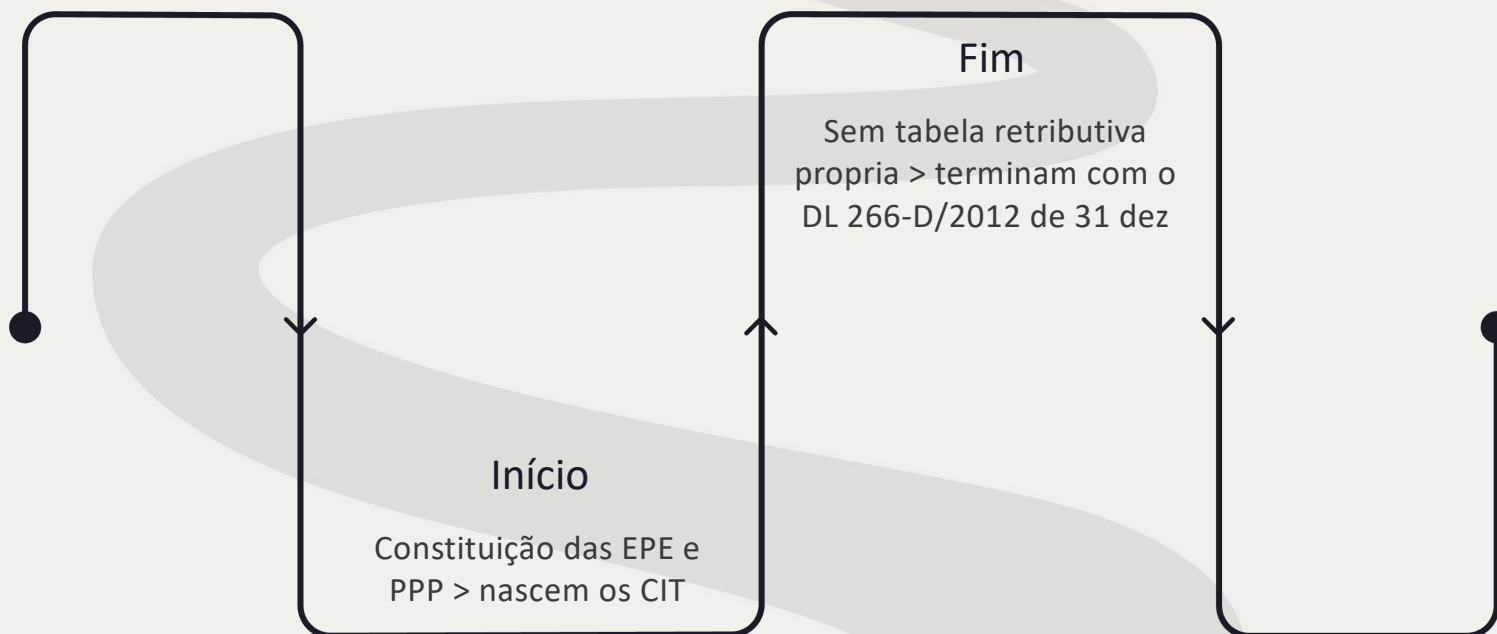 Fim
Sem tabela retributiva
propria > terminam com o
DL 266-D/2012 de 31 dez
Início
Constituição das EPE e
PPP > nascem os CIT